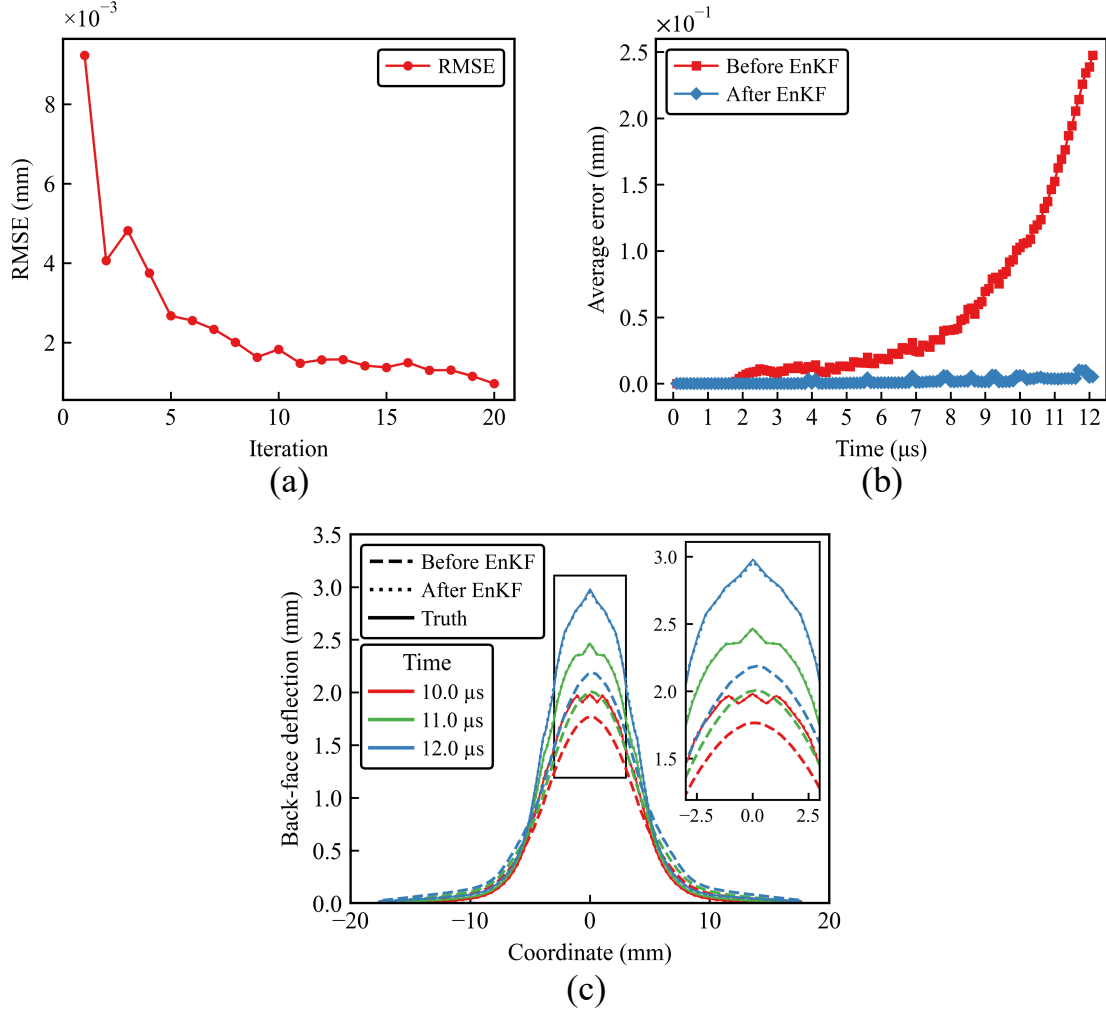 ×10⁻³
8
6
4
2
0
5
10
15
20
RMSE (mm)
Iteration
RMSE
(a)
×10⁻¹
2.5
2.0
1.5
1.0
0.5
0.0
0 1 2 3 4 5 6 7 8 9 10 11 12
Average error (mm)
Time (μs)
Before EnKF
After EnKF
(b)
3.5
3.0
2.5
2.0
1.5
1.0
0.5
0.0
−20 −10 0 10 20
Back-face deflection (mm)
Coordinate (mm)
Before EnKF
After EnKF
Truth
Time
10.0 μs
11.0 μs
12.0 μs
3.0
2.5
2.0
1.5
−2.5 0.0 2.5
(c)